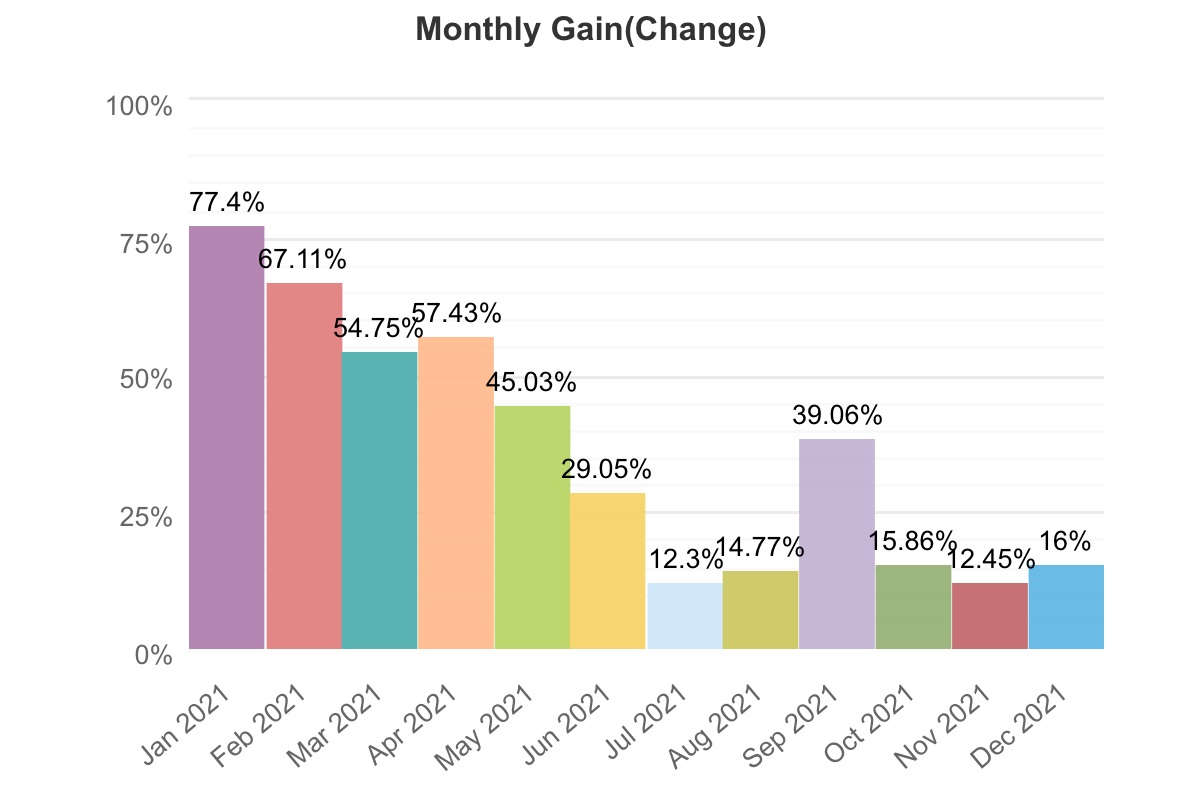 Monthly Gain(Change)
100%
75%
50%
25%
0%
77.4%
67.11%
54.75%
57.43%
45.03%
29.05%
12.3%
14.77%
39.06%
15.86%
12.45%
16%
Jan 2021
Feb 2021
Mar 2021
Apr 2021
May 2021
Jun 2021
Jul 2021
Aug 2021
Sep 2021
Oct 2021
Nov 2021
Dec 2021